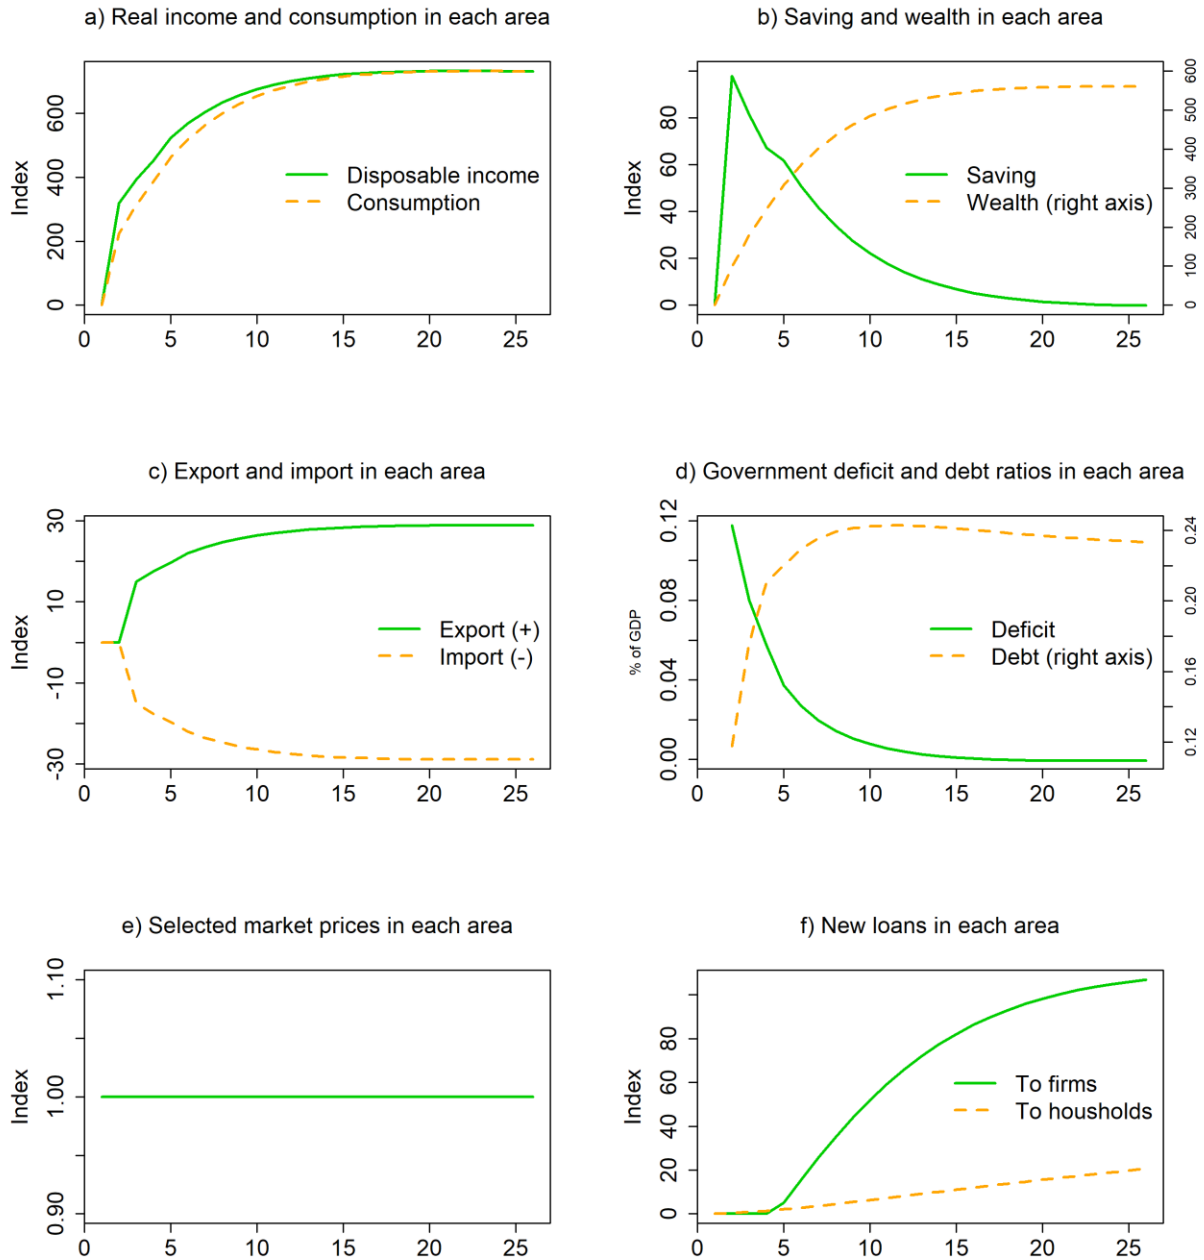 a) Real income and consumption in each area
Index
0 200 400 600
Disposable income
Consumption
0 5 10 15 20 25
b) Saving and wealth in each area
Index
0 20 40 60 80
Saving
Wealth (right axis)
0 100 200 300 400 500 600
0 5 10 15 20 25
c) Export and import in each area
Index
-30 -10 10 30
Export (+)
Import (-)
0 5 10 15 20 25
d) Government deficit and debt ratios in each area
% of GDP
0.00 0.04 0.08 0.12
Deficit
Debt (right axis)
0.12 0.16 0.20 0.24
0 5 10 15 20 25
e) Selected market prices in each area
Index
0.90 1.00 1.10
0 5 10 15 20 25
f) New loans in each area
Index
0 20 40 60 80
To firms
To housholds
0 5 10 15 20 25